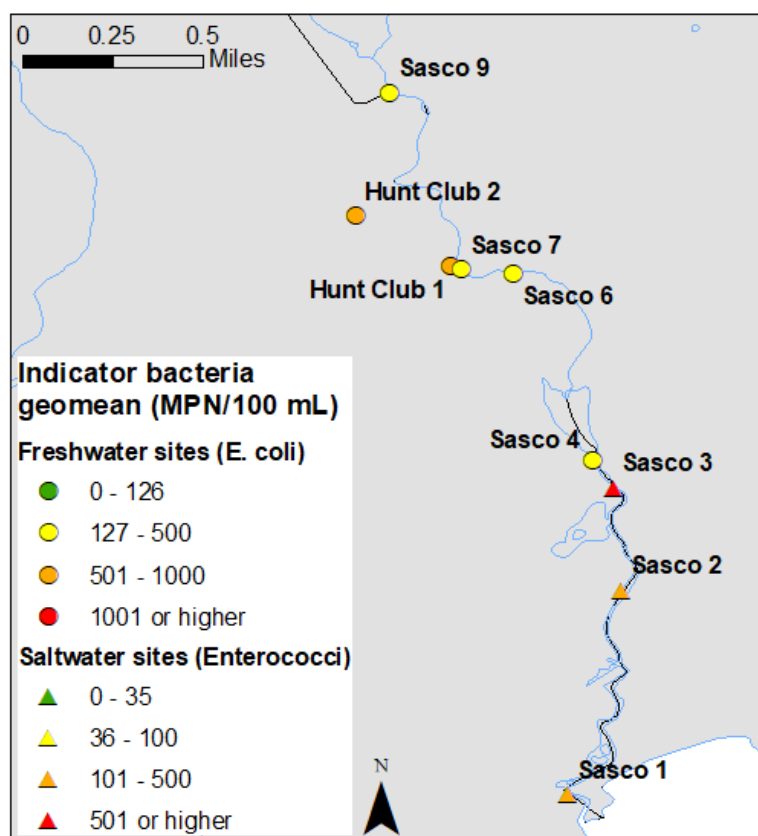 0 0.25 0.5
Miles
Sasco 9
Hunt Club 2
Sasco 7
Hunt Club 1
Sasco 6
Indicator bacteria
geomean (MPN/100 mL)
Freshwater sites (E. coli)
0 - 126
127 - 500
501 - 1000
1001 or higher
Saltwater sites (Enterococci)
0 - 35
36 - 100
101 - 500
501 or higher
Sasco 4
Sasco 3
Sasco 2
Sasco 1
N